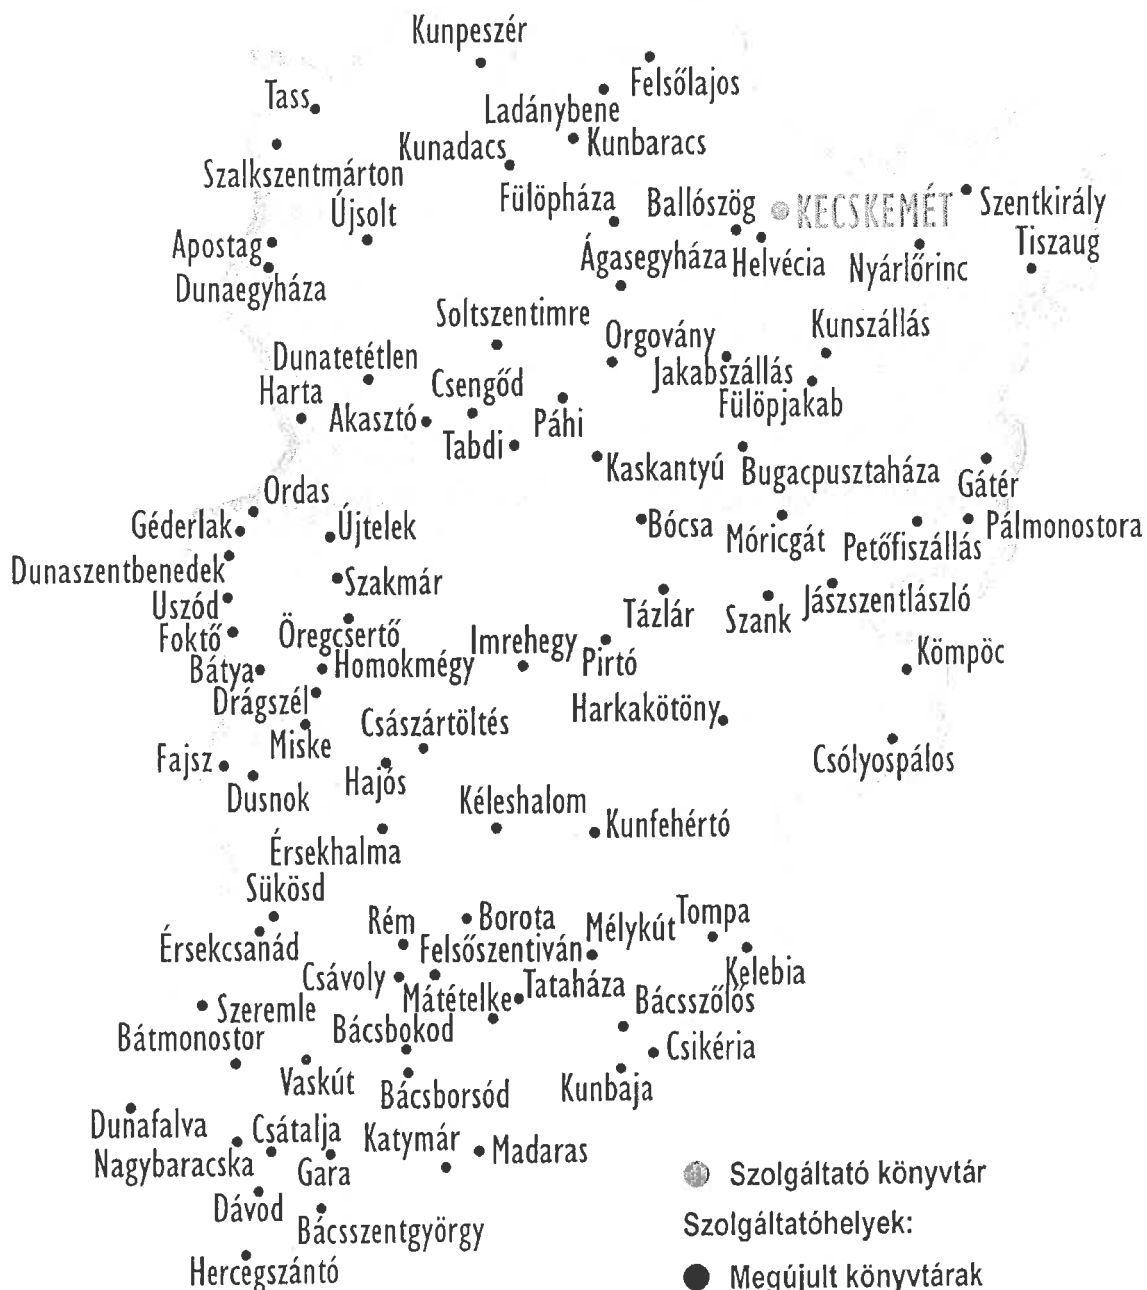 Kunpeszér
Felsőlajos
Tass
Ladánybene
Kunadacs
Kunbaracs
Szalkszentmárton
Fülöpháza
Ballószög
KECSKEMÉT
Szentkirály
Újsolt
Apostag
Ágasegyháza
Helvécia
Nyárlőrinc
Tiszaug
Dunaegyháza
Soltszentimre
Orgovány
Kunszállás
Dunatetétlen
Jakabszállás
Harta
Csengőd
Fülöpjakab
Akasztó
Páhi
Tabdi
Kaskantyú
Bugacpusztaháza
Gátér
Ordas
Géderlak
Újtelek
Bócsa
Móricgát
Petőfiszállás
Pálmonostora
Dunaszentbenedek
Szakmár
Uszód
Tázlár
Szank
Jászszentlászló
Foktő
Öregcsertő
Imrehegy
Pirtó
Kömpöc
Bátya
Homokmégy
Drágszél
Harkakötöny
Császártöltés
Miske
Fajsz
Csólyospálos
Dusnok
Hajós
Kéleshalom
Kunfehértó
Érsekhalma
Sükösd
Rém
Borota
Mélykút
Tompa
Érsekcsanád
Felsőszentiván
Csávoly
Kelebia
Mátételke
Tataháza
Bácsszőlős
Szeremle
Bátmonostor
Bácsbokod
Csikéria
Vaskút
Bácsborsód
Kunbaja
Dunafalva
Csátalja
Katymár
Madaras
Nagybaracska
Gara
Dávod
Bácsszentgyörgy
Hercegszántó
Szolgáltató könyvtár
Szolgáltatóhelyek:
Megújult könyvtárak